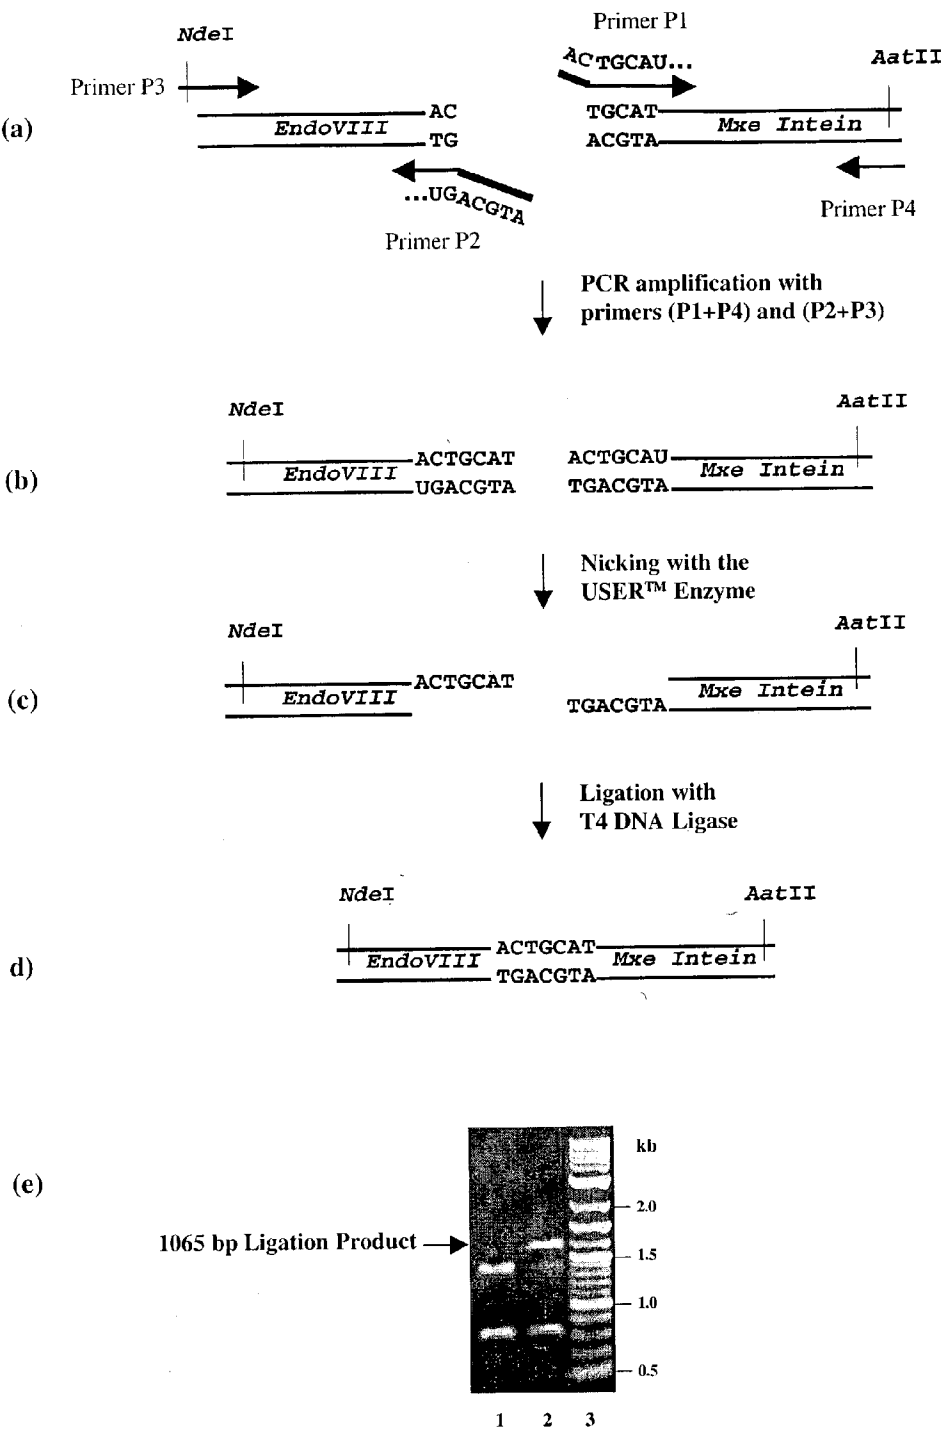 Primer P1
NdeI
ACTGCAU...
AatII
Primer P3
(a)
AC
TGCAT
EndoVIII
Mxe Intein
TG
ACGTA
...UGACGTA
Primer P4
Primer P2
PCR amplification with
primers (P1+P4) and (P2+P3)
NdeI
AatII
(b)
ACTGCAT
ACTGCAU
EndoVIII
Mxe Intein
UGACGTA
TGACGTA
Nicking with the
USER™ Enzyme
NdeI
AatII
(c)
ACTGCAT
EndoVIII
Mxe Intein
TGACGTA
Ligation with
T4 DNA Ligase
NdeI
AatII
d)
ACTGCAT
EndoVIII
Mxe Intein
TGACGTA
(e)
kb
2.0
1065 bp Ligation Product
1.5
1.0
0.5
1 2 3